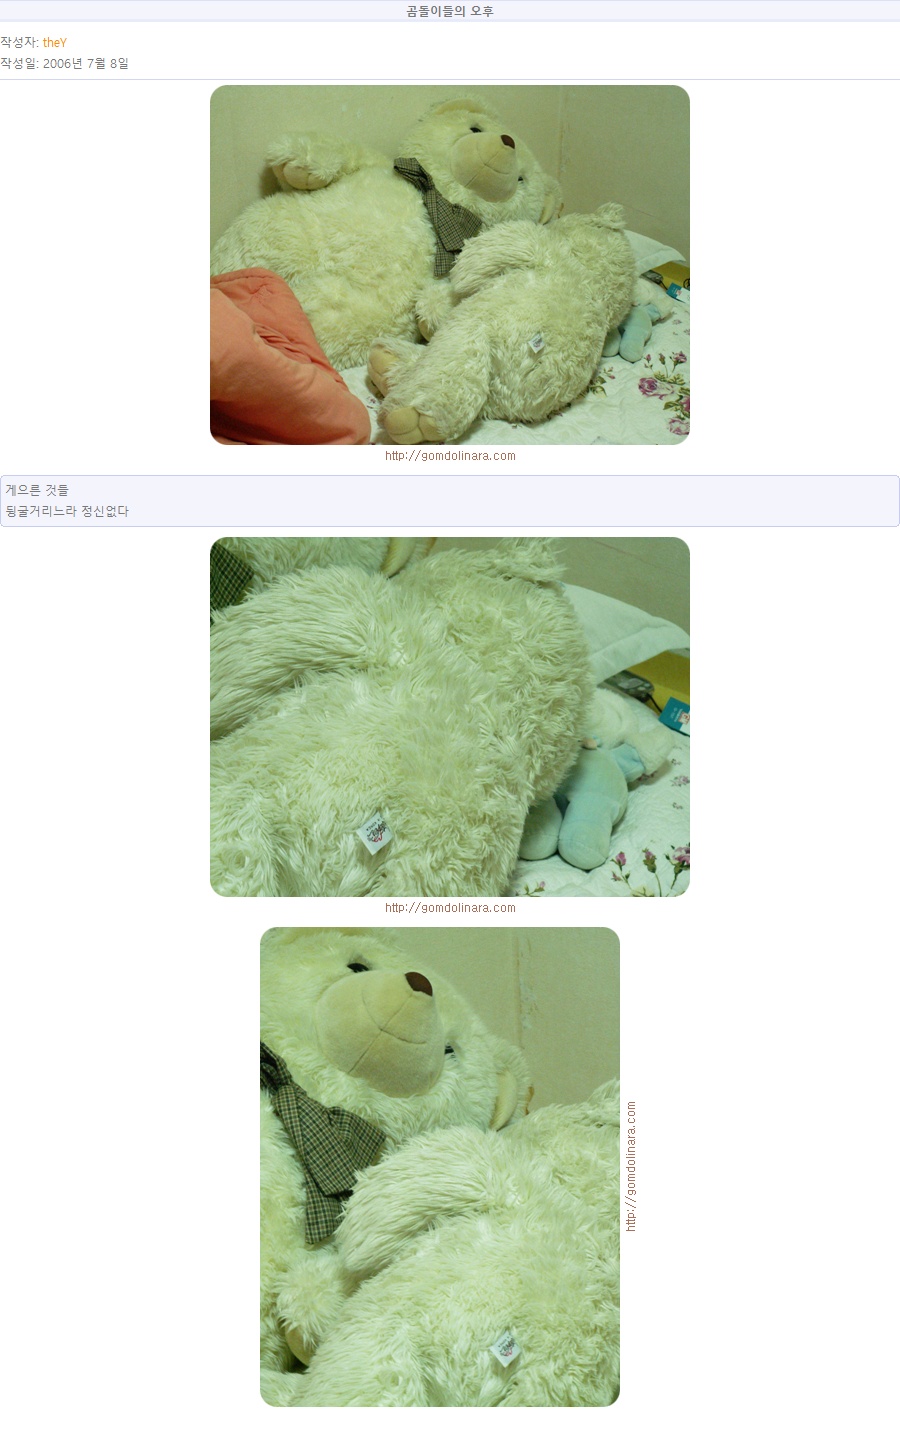 곰돌이들의 오후
작성자: theY
작성일: 2006년 7월 8일
http://gomdolinara.com
게으른 것들
뒹굴거리느라 정신없다
http://gomdolinara.com
http://gomdolinara.com